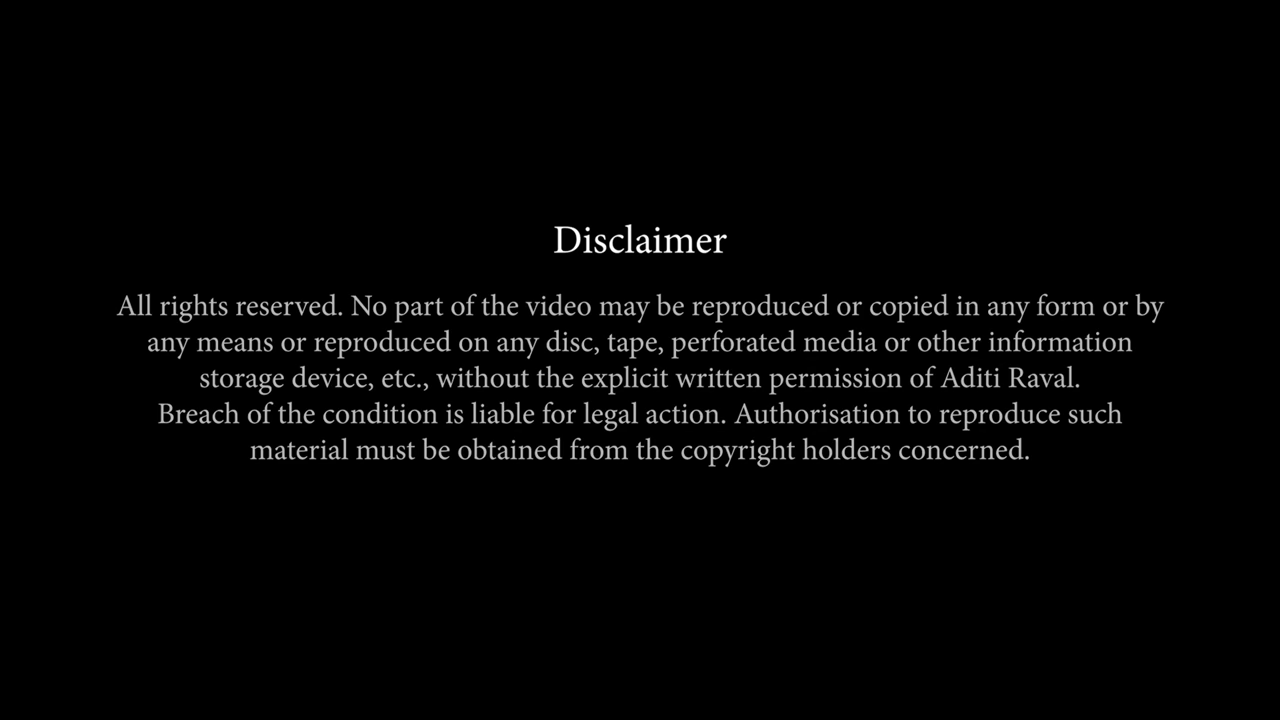 Disclaimer
All rights reserved. No part of the video may be reproduced or copied in any form or by
any means or reproduced on any disc, tape, perforated media or other information
storage device, etc., without the explicit written permission of Aditi Raval.
Breach of the condition is liable for legal action. Authorisation to reproduce such
material must be obtained from the copyright holders concerned.